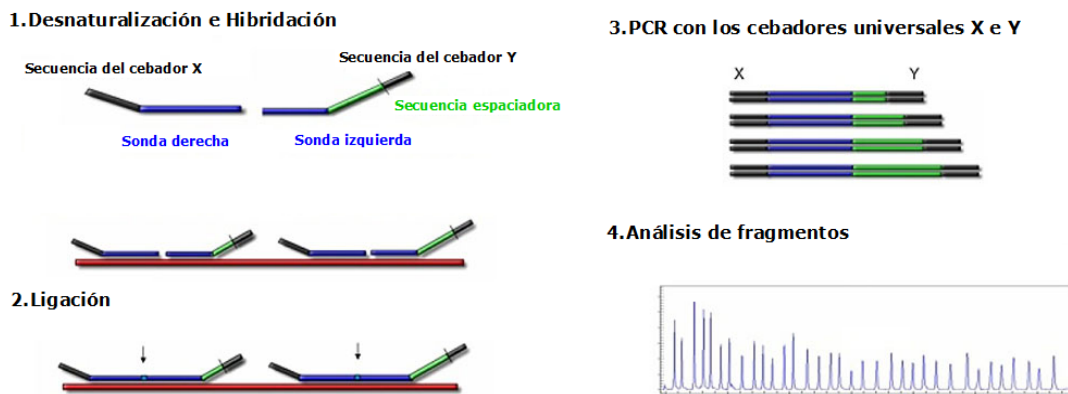 1.Desnaturalización e Hibridación
Secuencia del cebador X
Secuencia del cebador Y
Secuencia espaciadora
Sonda derecha
Sonda izquierda
2.Ligación
3.PCR con los cebadores universales X e Y
X
Y
4.Análisis de fragmentos